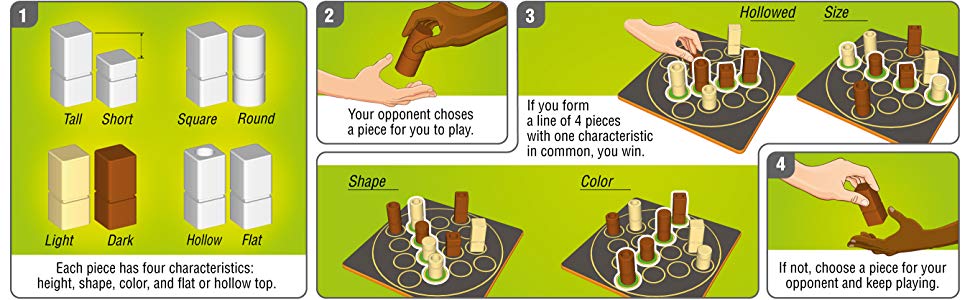 1
Tall Short
Square Round
Light Dark
Hollow Flat
Each piece has four characteristics:
height, shape, color, and flat or hollow top.
2
Your opponent choses
a piece for you to play.
3
Hollowed
Size
If you form
a line of 4 pieces
with one characteristic
in common, you win.
Shape
Color
4
If not, choose a piece for your
opponent and keep playing.